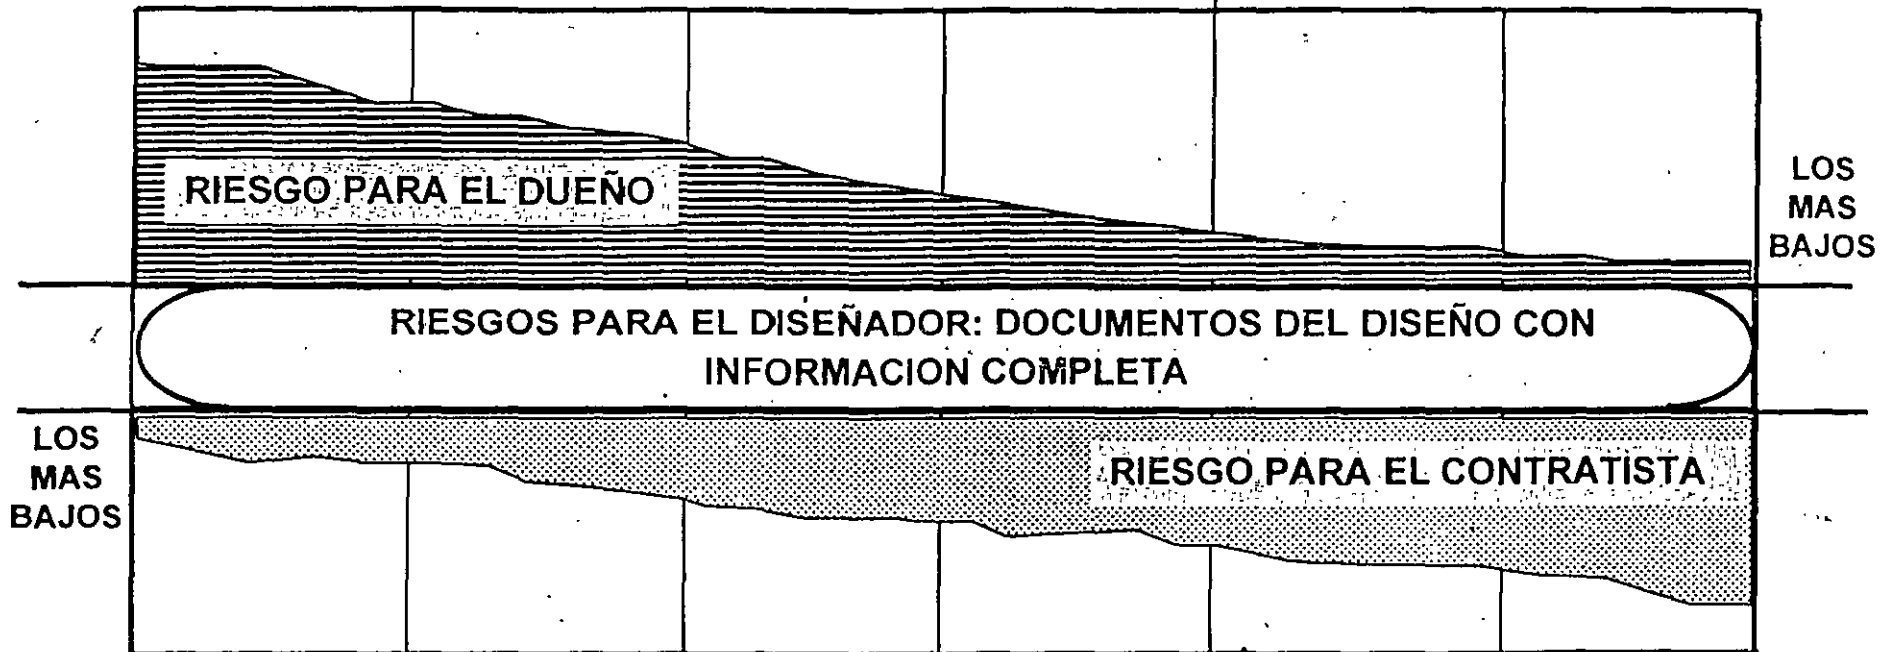 RIESGO PARA EL DUEÑO
LOS
MAS
BAJOS
RIESGOS PARA EL DISEÑADOR: DOCUMENTOS DEL DISEÑO CON
INFORMACION COMPLETA
LOS
MAS
BAJOS
RIESGO PARA EL CONTRATISTA